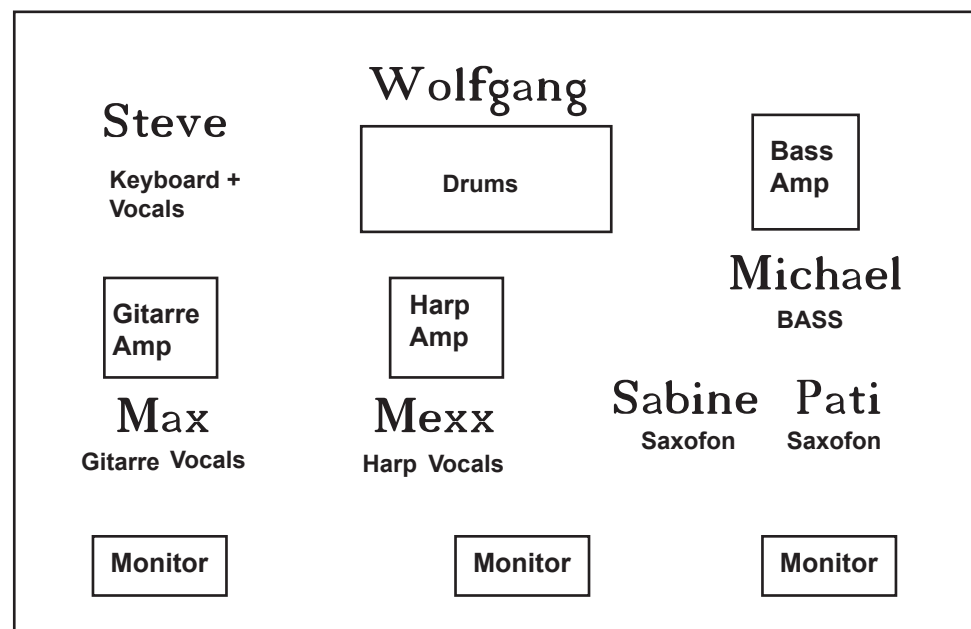 Wolfgang
Steve
Keyboard +
Vocals
Drums
Bass
Amp
Michael
BASS
Gitarre
Amp
Harp
Amp
Max
Gitarre Vocals
Mexx
Harp Vocals
Sabine
Saxofon
Pati
Saxofon
Monitor
Monitor
Monitor